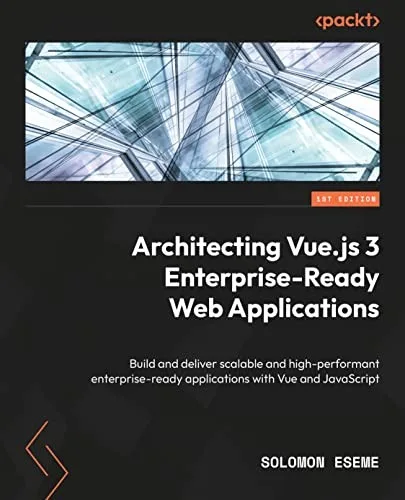 <packt>
1ST EDITION
Architecting Vue.js 3
Enterprise-Ready
Web Applications
Build and deliver scalable and high-performant
enterprise-ready applications with Vue and JavaScript
SOLOMON ESEME